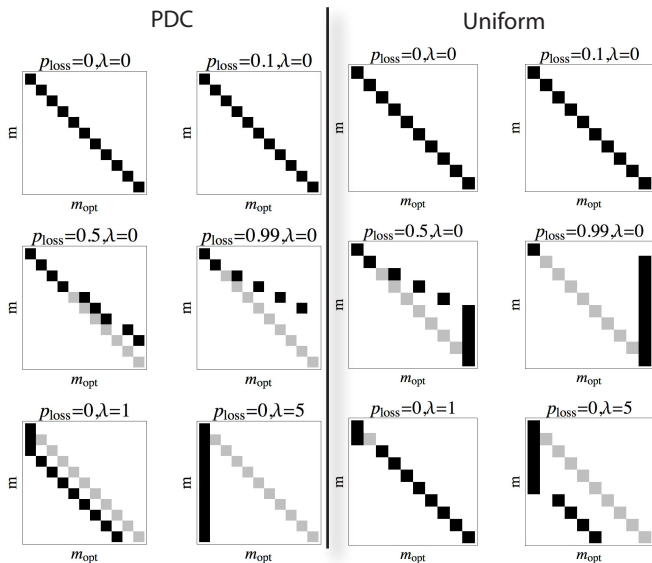 PDC
Uniform
p_loss=0,λ=0
p_loss=0.1,λ=0
p_loss=0,λ=0
p_loss=0.1,λ=0
m
m
m
m
m_opt
m_opt
m_opt
m_opt
p_loss=0.5,λ=0
p_loss=0.99,λ=0
p_loss=0.5,λ=0
p_loss=0.99,λ=0
m
m
m
m
m_opt
m_opt
m_opt
m_opt
p_loss=0,λ=1
p_loss=0,λ=5
p_loss=0,λ=1
p_loss=0,λ=5
m
m
m
m
m_opt
m_opt
m_opt
m_opt